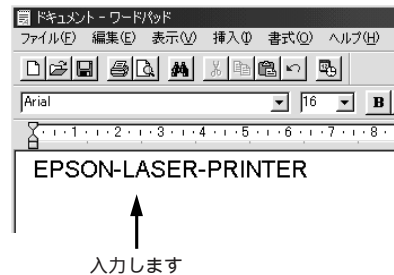 ドキュメント - ワードパッド
ファイル(F) 編集(E) 表示(V) 挿入(I) 書式(O) ヘルプ(H)
Arial 16 B
1 2 3 4 5 6 7 8
EPSON-LASER-PRINTER
入力します